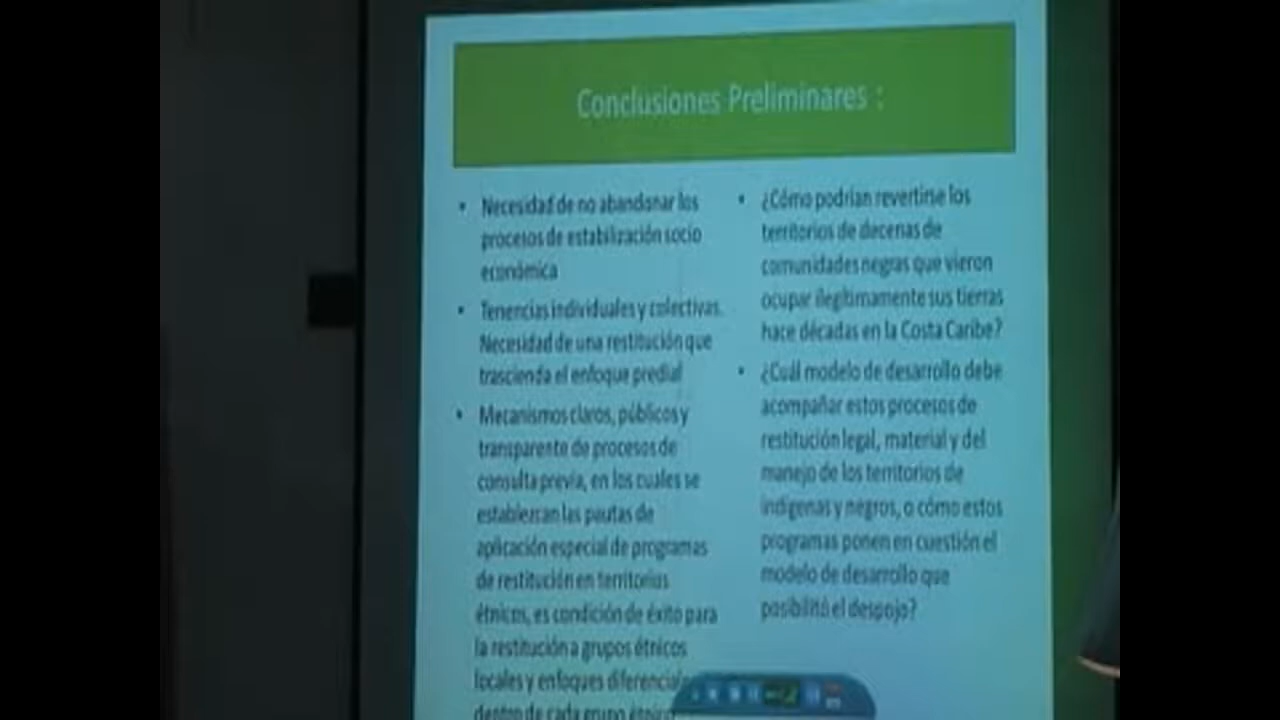 Conclusiones Preliminares :
• Necesidad de no abandonar los
procesos de estabilización socio
económica
• Tenencias individuales y colectivas.
Necesidad de una restitución que
trascienda el enfoque predial
• Mecanismos claros, públicos y
transparente de procesos de
consulta previa, en los cuales se
establezcan las pautas de
aplicación especial de programas
de restitución en territorios
étnicos, es condición de éxito para
la restitución a grupos étnicos
locales y enfoques diferenciales
dentro de cada grupo étnico
• ¿Cómo podrían revertirse los
territorios de decenas de
comunidades negras que vieron
ocupar ilegítimamente sus tierras
hace décadas en la Costa Caribe?
• ¿Cuál modelo de desarrollo debe
acompañar estos procesos de
restitución legal, material y del
manejo de los territorios de
indígenas y negros, o cómo estos
programas ponen en cuestión el
modelo de desarrollo que
posibilitó el despojo?